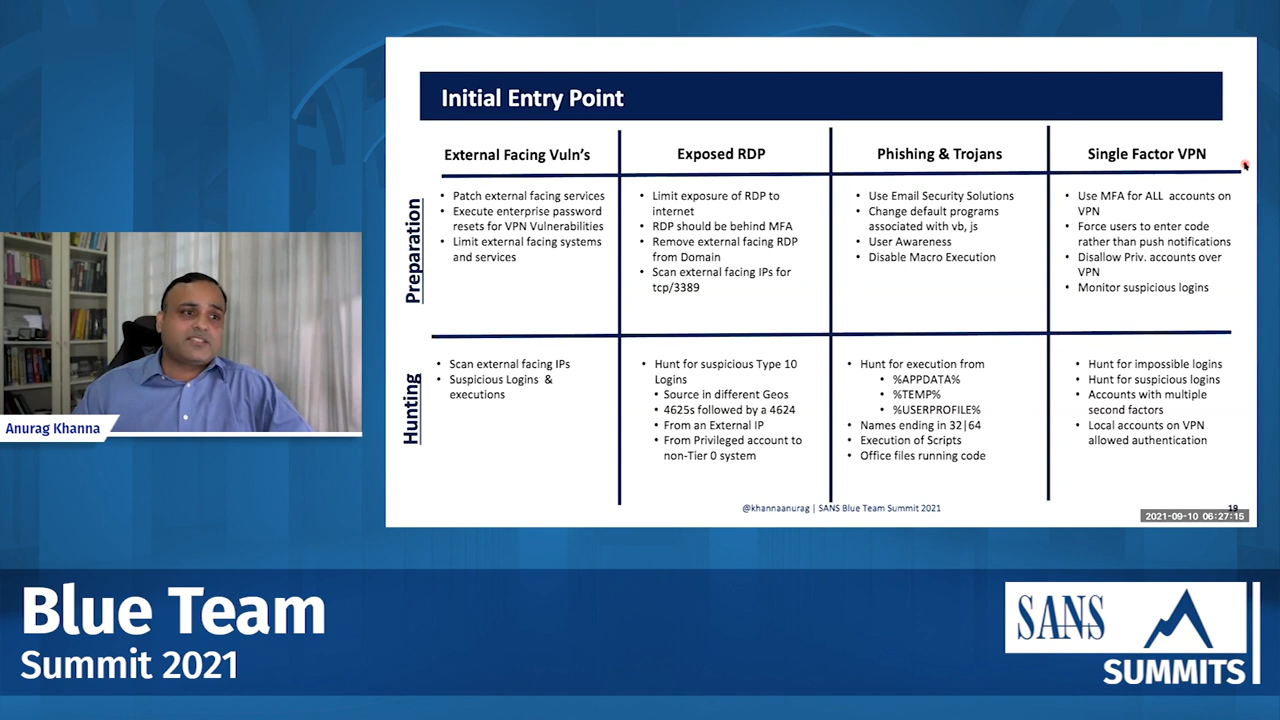 Initial Entry Point
External Facing Vuln's
Exposed RDP
Phishing & Trojans
Single Factor VPN
Preparation
• Patch external facing services
• Execute enterprise password
resets for VPN Vulnerabilities
• Limit external facing systems
and services
• Limit exposure of RDP to
internet
• RDP should be behind MFA
• Remove external facing RDP
from Domain
• Scan external facing IPs for
tcp/3389
• Use Email Security Solutions
• Change default programs
associated with vb, js
• User Awareness
• Disable Macro Execution
• Use MFA for ALL accounts on
VPN
• Force users to enter code
rather than push notifications
• Disallow Priv. accounts over
VPN
• Monitor suspicious logins
Hunting
• Scan external facing IPs
• Suspicious Logins &
executions
• Hunt for suspicious Type 10
Logins
• Source in different Geos
• 4625s followed by a 4624
• From an External IP
• From Privileged account to
non-Tier 0 system
• Hunt for execution from
• %APPDATA%
• %TEMP%
• %USERPROFILE%
• Names ending in 32|64
• Execution of Scripts
• Office files running code
• Hunt for impossible logins
• Hunt for suspicious logins
• Accounts with multiple
second factors
• Local accounts on VPN
allowed authentication
@khannaanurag | SANS Blue Team Summit 2021
19
2021-09-10 06:27:15
Anurag Khanna
Blue Team
Summit 2021
SANS
SUMMITS